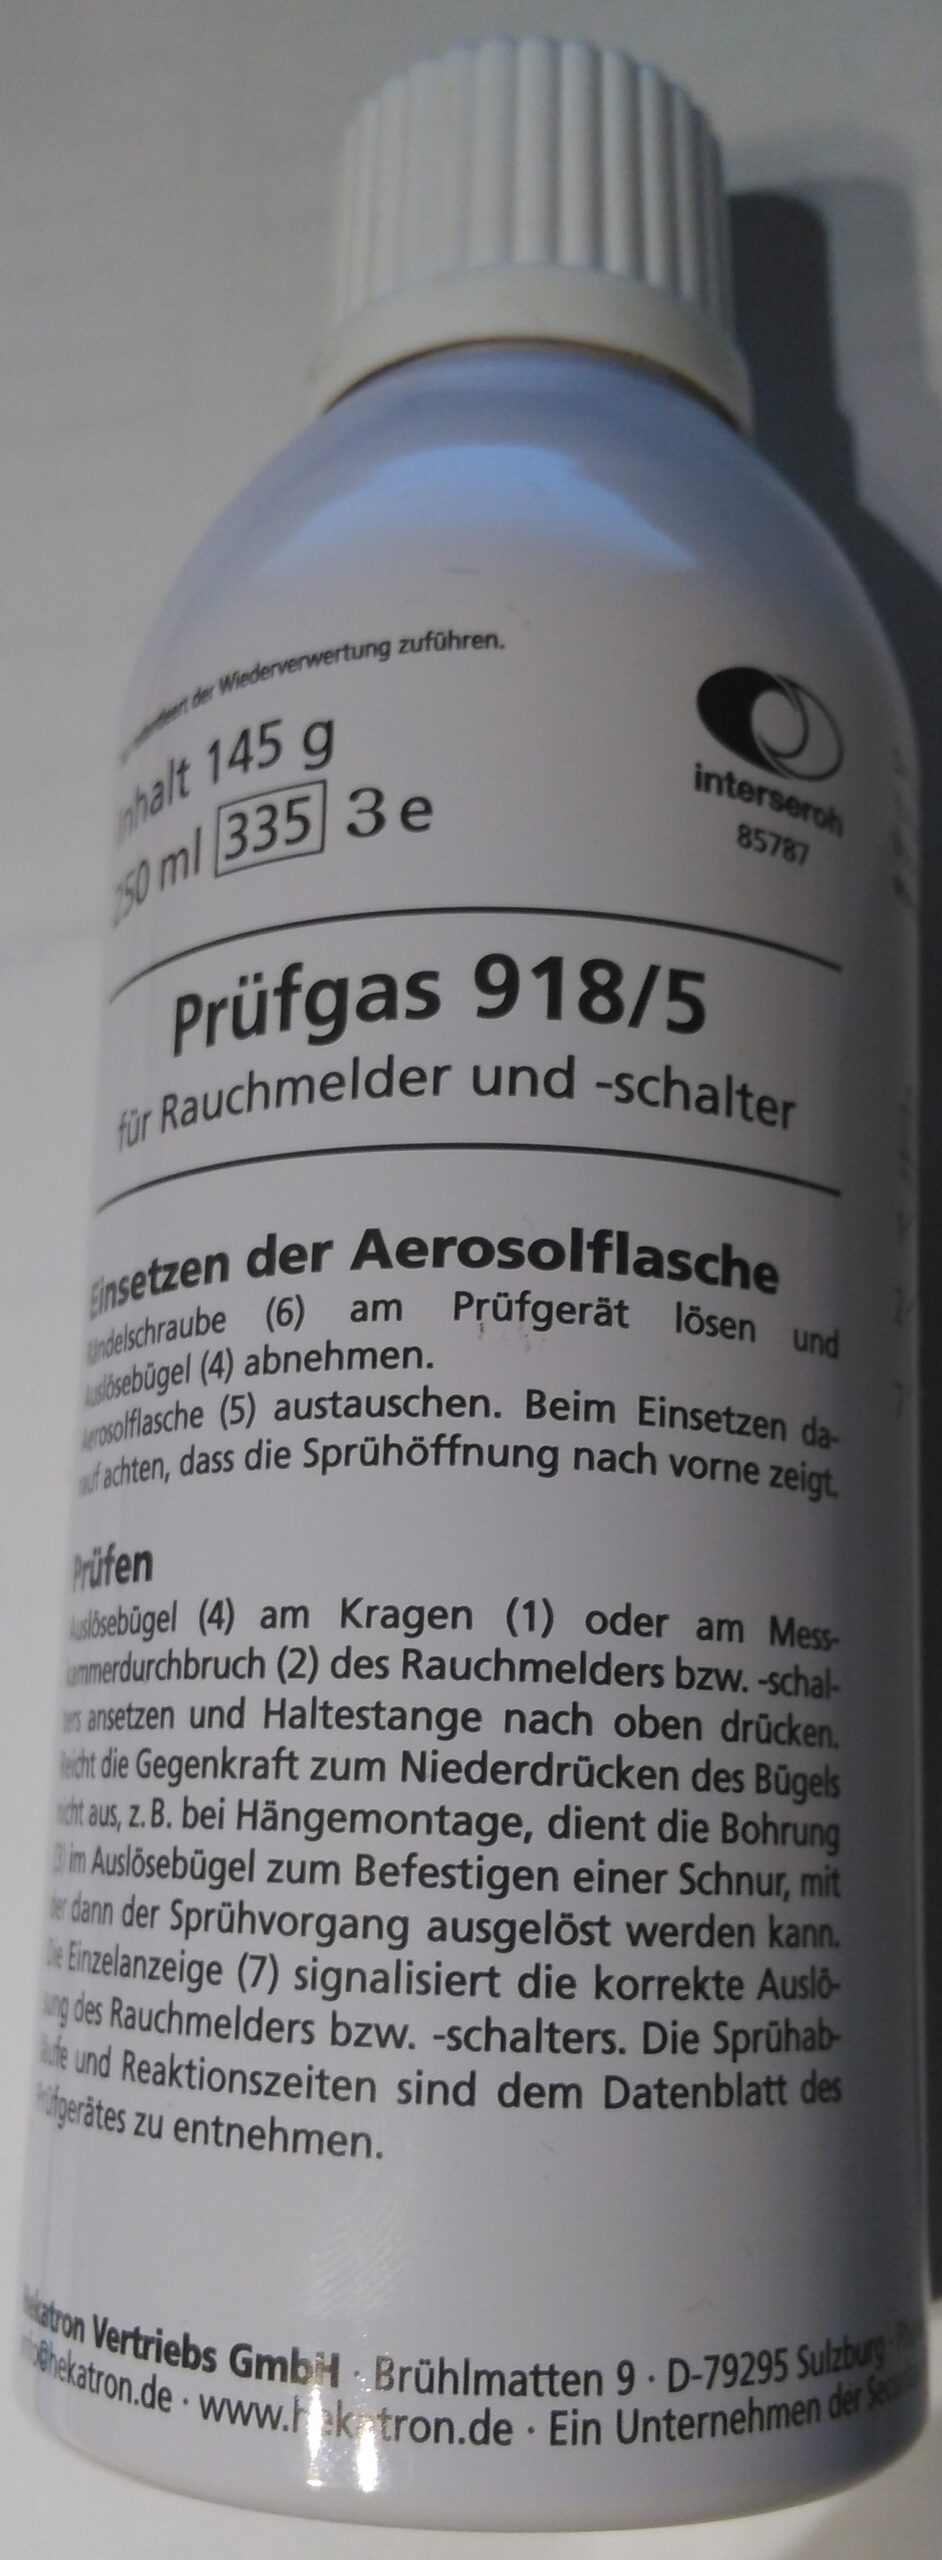 der Wiederverwertung zuführen.
Inhalt 145 g
250 ml 335 3 e
interseroh
85787
Prüfgas 918/5
für Rauchmelder und -schalter
Einsetzen der Aerosolflasche
Rändelschraube (6) am Prüfgerät lösen und
Auslösebügel (4) abnehmen.
Aerosolflasche (5) austauschen. Beim Einsetzen da-
rauf achten, dass die Sprühöffnung nach vorne zeigt.
Prüfen
Auslösebügel (4) am Kragen (1) oder am Mess-
kammerdurchbruch (2) des Rauchmelders bzw. -schal-
ters ansetzen und Haltestange nach oben drücken.
Reicht die Gegenkraft zum Niederdrücken des Bügels
nicht aus, z. B. bei Hängemontage, dient die Bohrung
(3) im Auslösebügel zum Befestigen einer Schnur, mit
der dann der Sprühvorgang ausgelöst werden kann.
Die Einzelanzeige (7) signalisiert die korrekte Auslö-
sung des Rauchmelders bzw. -schalters. Die Sprühab-
läufe und Reaktionszeiten sind dem Datenblatt des
Prüfgerätes zu entnehmen.
Hekatron Vertriebs GmbH · Brühlmatten 9 · D-79295 Sulzburg
info@hekatron.de · www.hekatron.de · Ein Unternehmen der